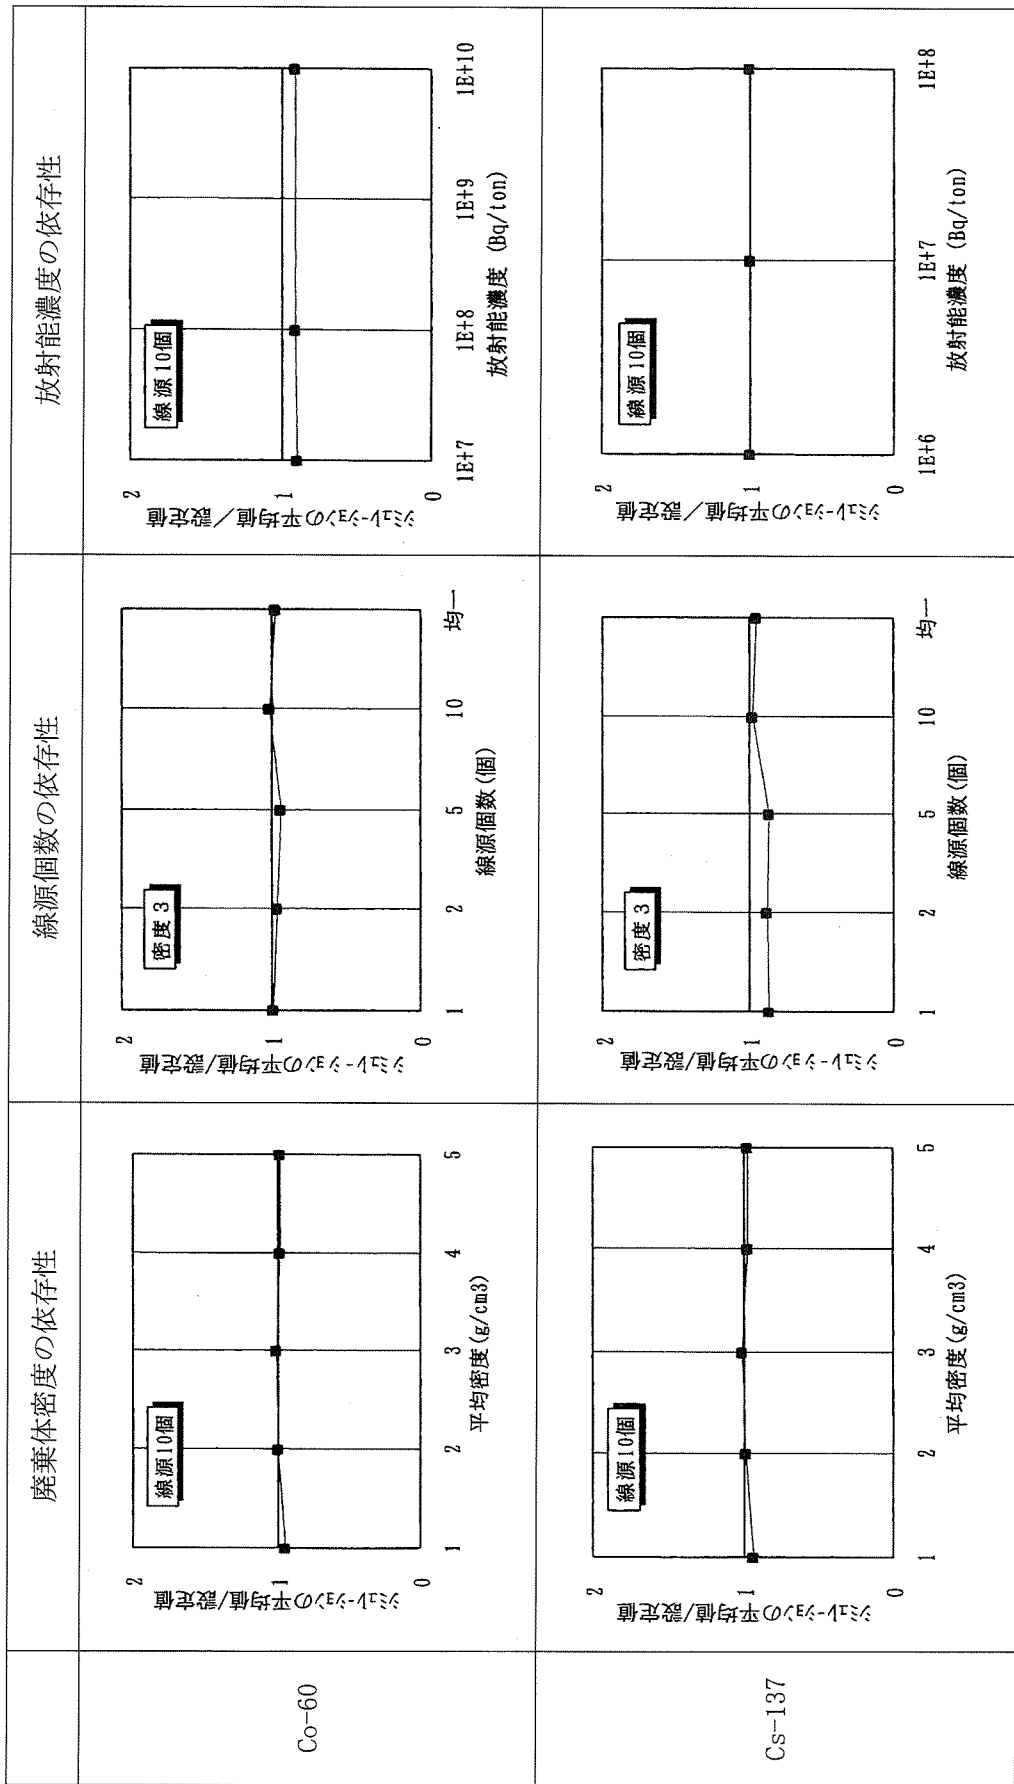 廃棄体密度の依存性
線源個数の依存性
放射能濃度の依存性
Co-60
シミュレーションの平均値/設定値
2
1
0
線源10個
1
2
3
4
5
平均密度(g/cm3)
シミュレーションの平均値/設定値
2
1
0
密度 3
1
2
5
10
均一
線源個数(個)
シミュレーションの平均値／設定値
2
1
0
線源10個
1E+7
1E+8
1E+9
1E+10
放射能濃度 (Bq/ton)
Cs-137
シミュレーションの平均値/設定値
2
1
0
線源10個
1
2
3
4
5
平均密度(g/cm3)
シミュレーションの平均値/設定値
2
1
0
密度 3
1
2
5
10
均一
線源個数(個)
シミュレーションの平均値／設定値
2
1
0
線源10個
1E+6
1E+7
1E+8
放射能濃度 (Bq/ton)